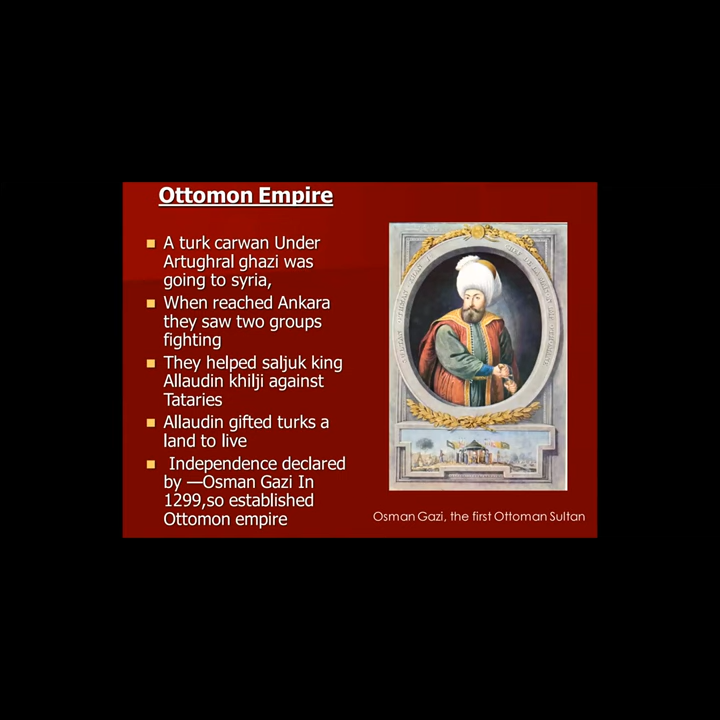 Ottomon Empire
A turk carwan Under
Artughral ghazi was
going to syria,
When reached Ankara
they saw two groups
fighting
They helped saljuk king
Allaudin khilji against
Tataries
Allaudin gifted turks a
land to live
Independence declared
by —Osman Gazi In
1299,so established
Ottomon empire
Osman Gazi, the first Ottoman Sultan